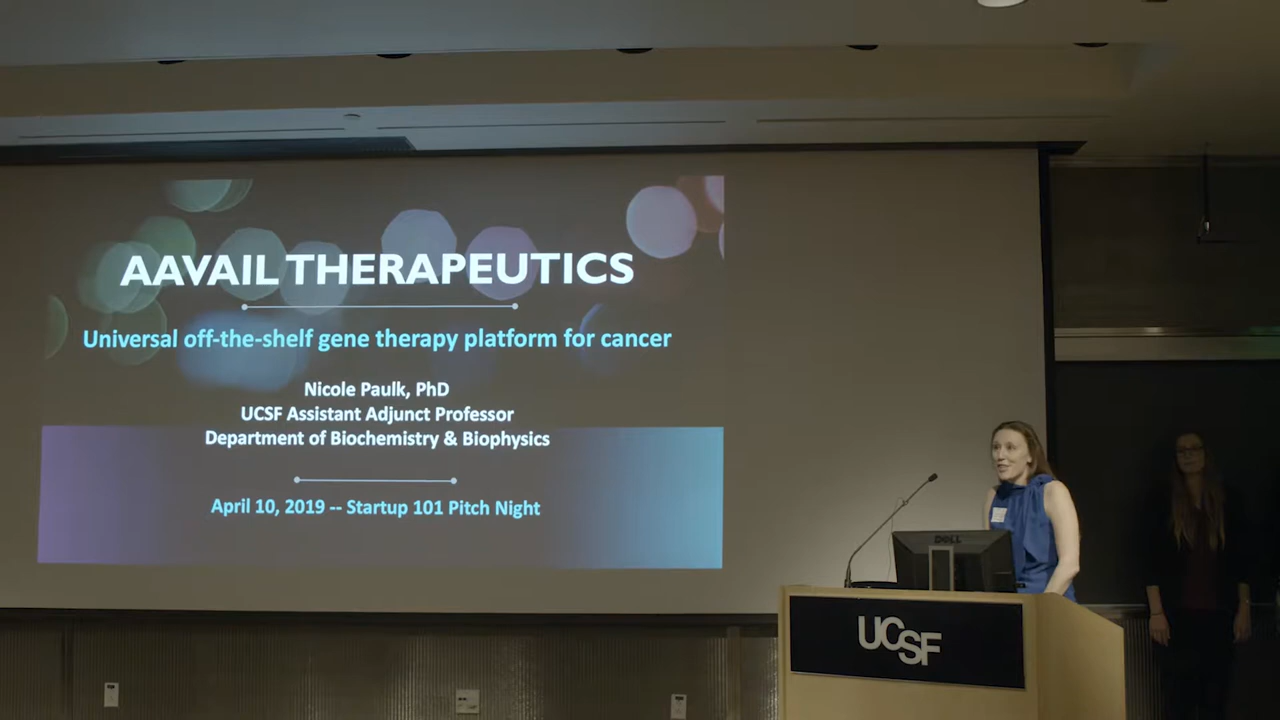 AAVAIL THERAPEUTICS
Universal off-the-shelf gene therapy platform for cancer
Nicole Paulk, PhD
UCSF Assistant Adjunct Professor
Department of Biochemistry & Biophysics
April 10, 2019 -- Startup 101 Pitch Night
DELL
UCSF